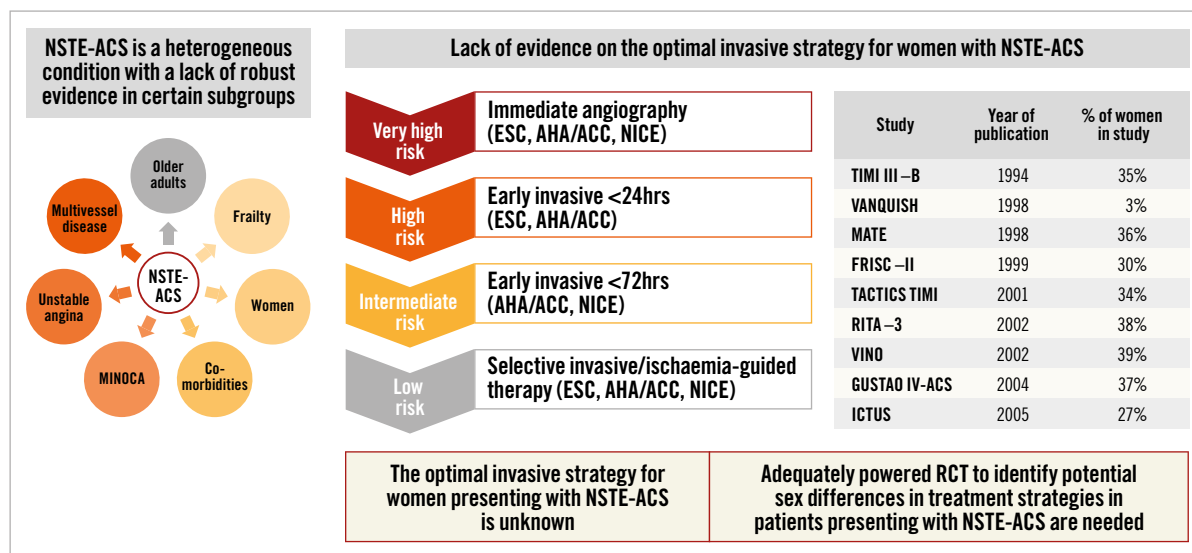 NSTE-ACS is a heterogeneous
condition with a lack of robust
evidence in certain subgroups
Older
adults
Multivessel
disease
Frailty
NSTE-
ACS
Unstable
angina
Women
MINOCA
Co-
morbidities
Lack of evidence on the optimal invasive strategy for women with NSTE-ACS
Very high
risk
Immediate angiography
(ESC, AHA/ACC, NICE)
High
risk
Early invasive <24hrs
(ESC, AHA/ACC)
Intermediate
risk
Early invasive <72hrs
(AHA/ACC, NICE)
Low
risk
Selective invasive/ischaemia-guided
therapy (ESC, AHA/ACC, NICE)
Study Year of publication % of women in study
TIMI III –B 1994 35%
VANQUISH 1998 3%
MATE 1998 36%
FRISC –II 1999 30%
TACTICS TIMI 2001 34%
RITA –3 2002 38%
VINO 2002 39%
GUSTAO IV-ACS 2004 37%
ICTUS 2005 27%
The optimal invasive strategy for
women presenting with NSTE-ACS
is unknown
Adequately powered RCT to identify potential
sex differences in treatment strategies in
patients presenting with NSTE-ACS are needed